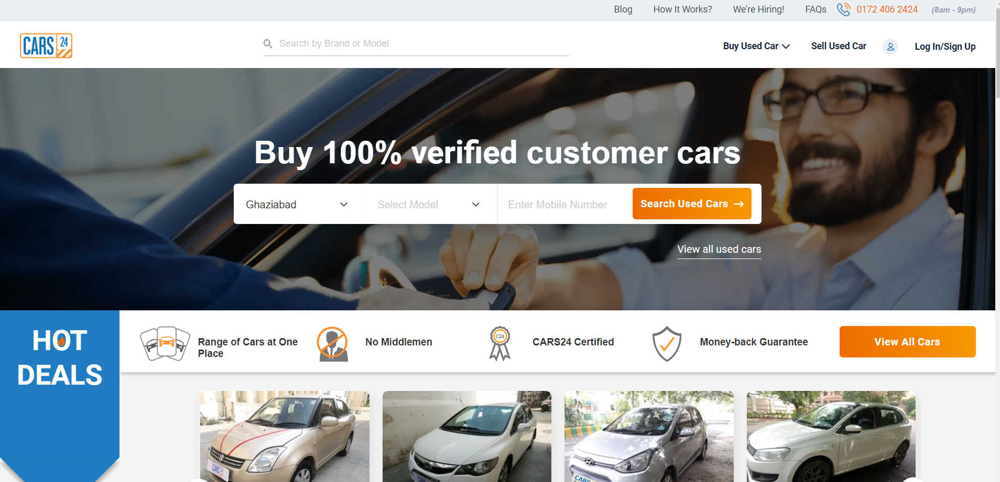 Blog How It Works? We're Hiring! FAQs 0172 406 2424 (8am - 9pm)
CARS 24
Search by Brand or Model
Buy Used Car Sell Used Car Log In/Sign Up
Buy 100% verified customer cars
Ghaziabad Select Model Enter Mobile Number Search Used Cars →
View all used cars
HOT
DEALS
Range of Cars at One
Place
No Middlemen
C24
CARS24 Certified
Money-back Guarantee
View All Cars
CARS
CARS
CARS